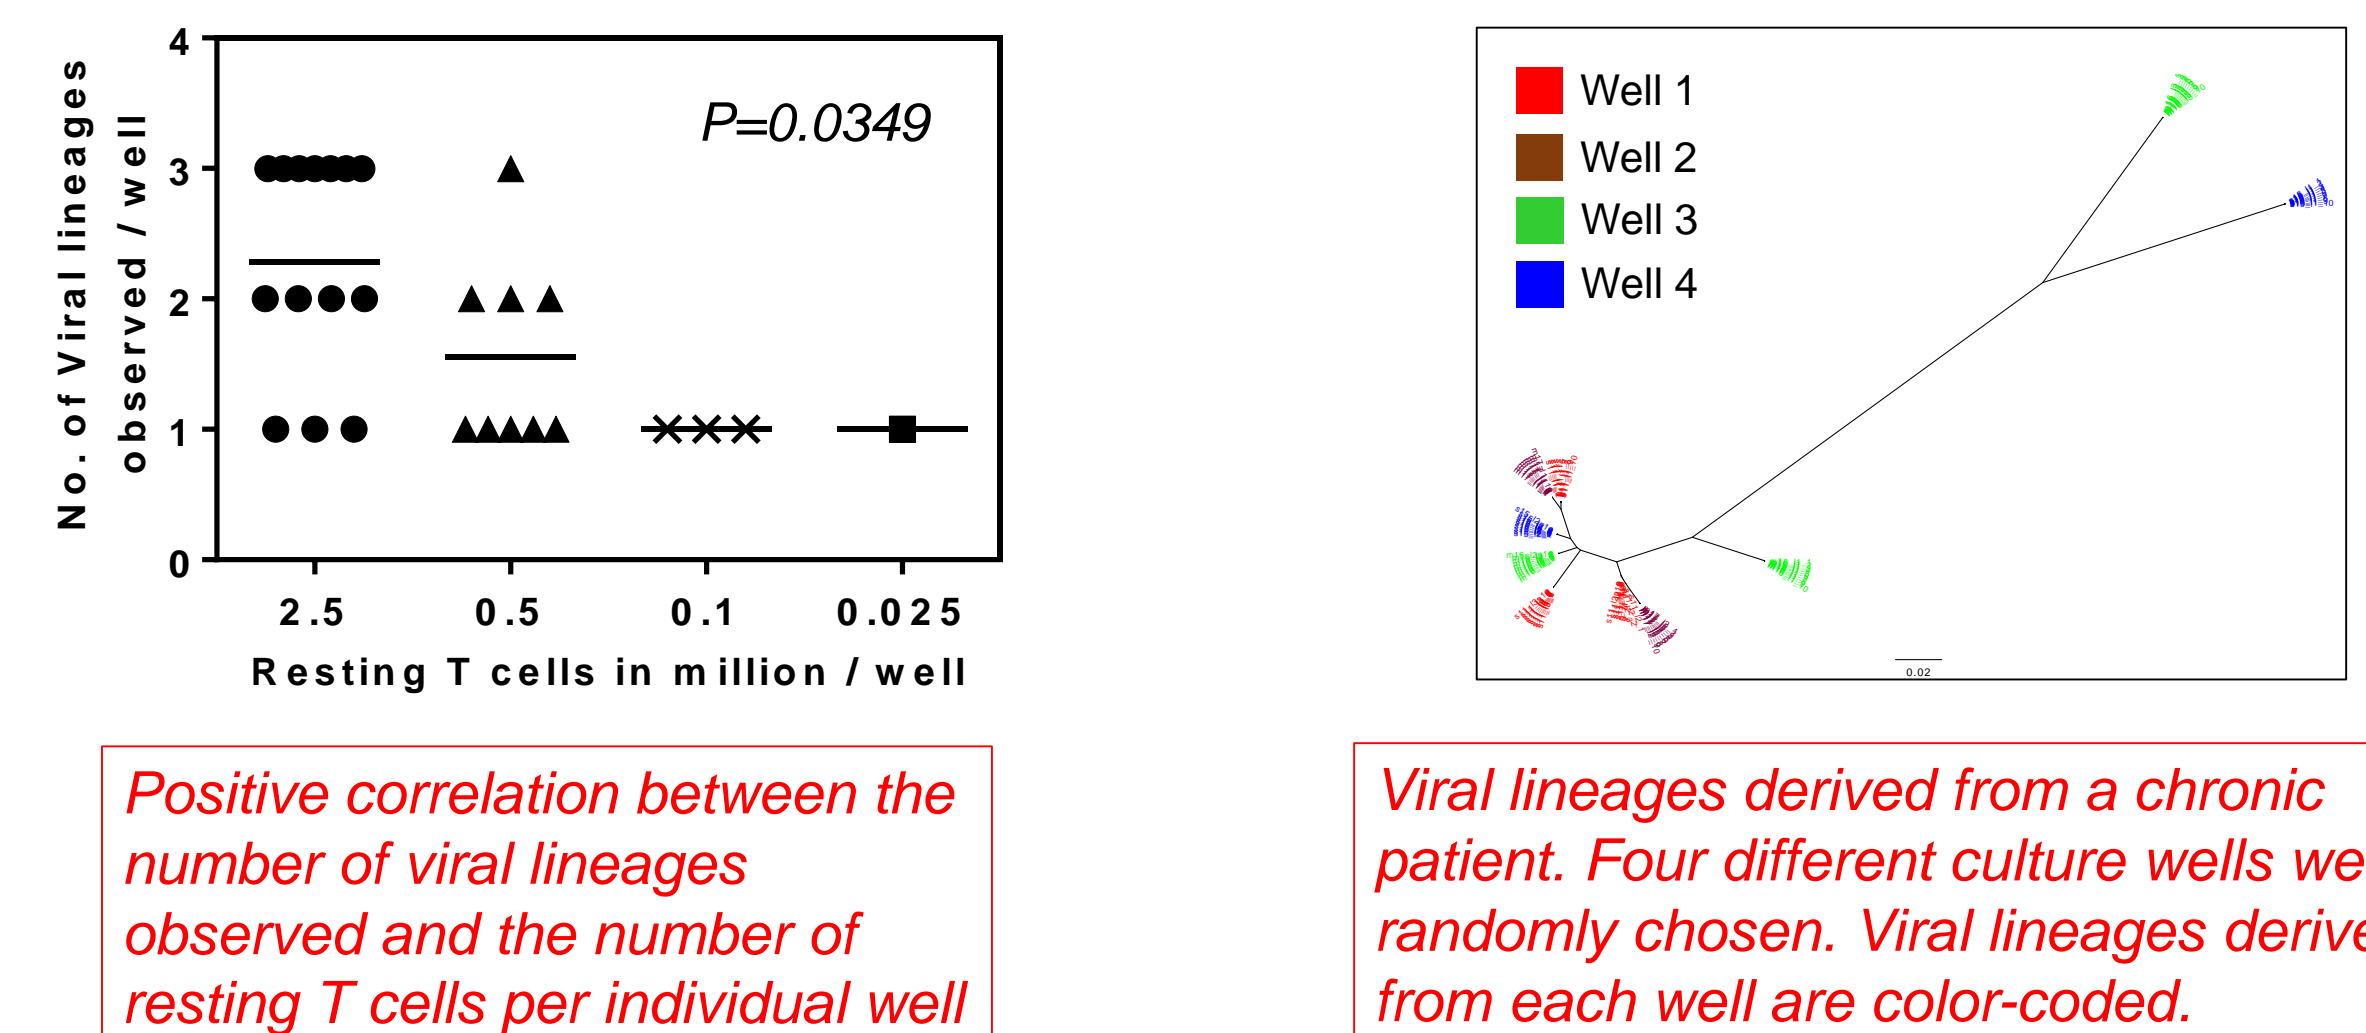 No. of Viral lineages
observed / well
4
3
2
1
0
P=0.0349
2.5 0.5 0.1 0.025
Resting T cells in million / well
Positive correlation between the
number of viral lineages
observed and the number of
resting T cells per individual well
Well 1
Well 2
Well 3
Well 4
0.02
Viral lineages derived from a chronic
patient. Four different culture wells we
randomly chosen. Viral lineages derive
from each well are color-coded.